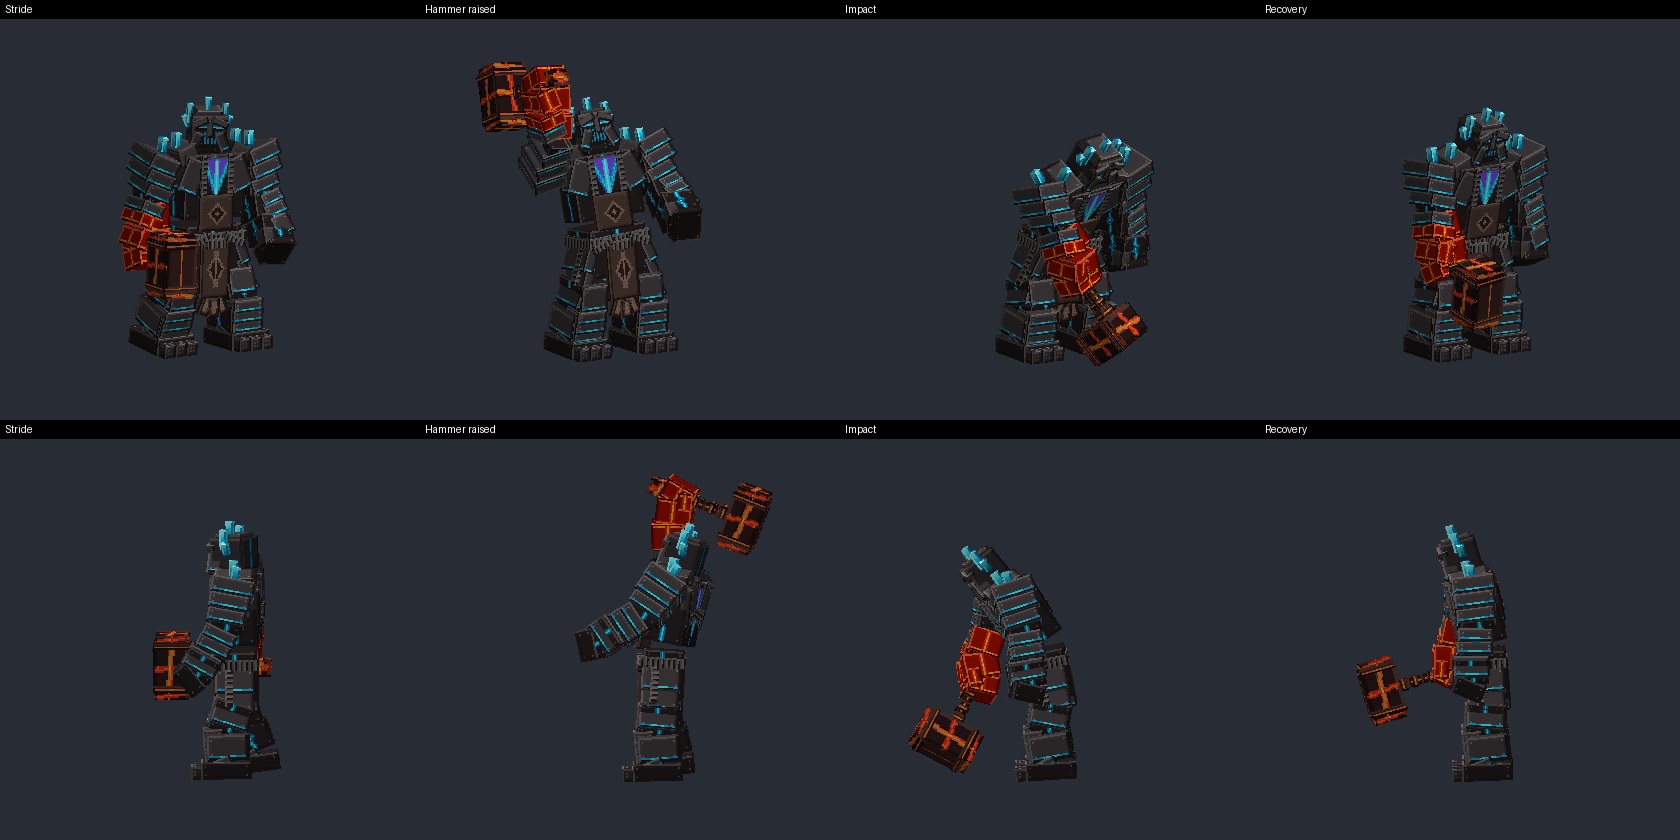 Stride
Hammer raised
Impact
Recovery
Stride
Hammer raised
Impact
Recovery